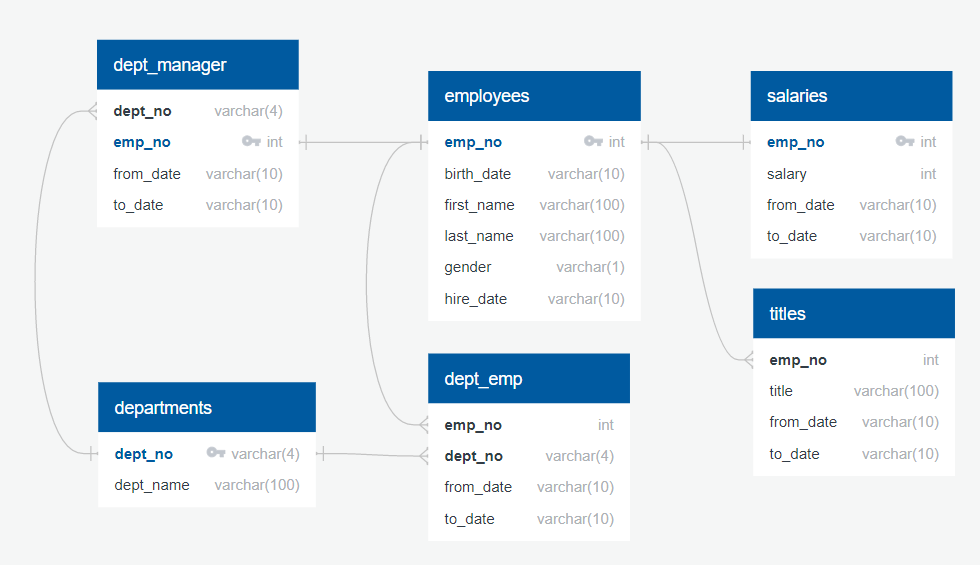 dept_manager
dept_no varchar(4)
emp_no int
from_date varchar(10)
to_date varchar(10)
employees
emp_no int
birth_date varchar(10)
first_name varchar(100)
last_name varchar(100)
gender varchar(1)
hire_date varchar(10)
salaries
emp_no int
salary int
from_date varchar(10)
to_date varchar(10)
titles
emp_no int
title varchar(100)
from_date varchar(10)
to_date varchar(10)
departments
dept_no varchar(4)
dept_name varchar(100)
dept_emp
emp_no int
dept_no varchar(4)
from_date varchar(10)
to_date varchar(10)